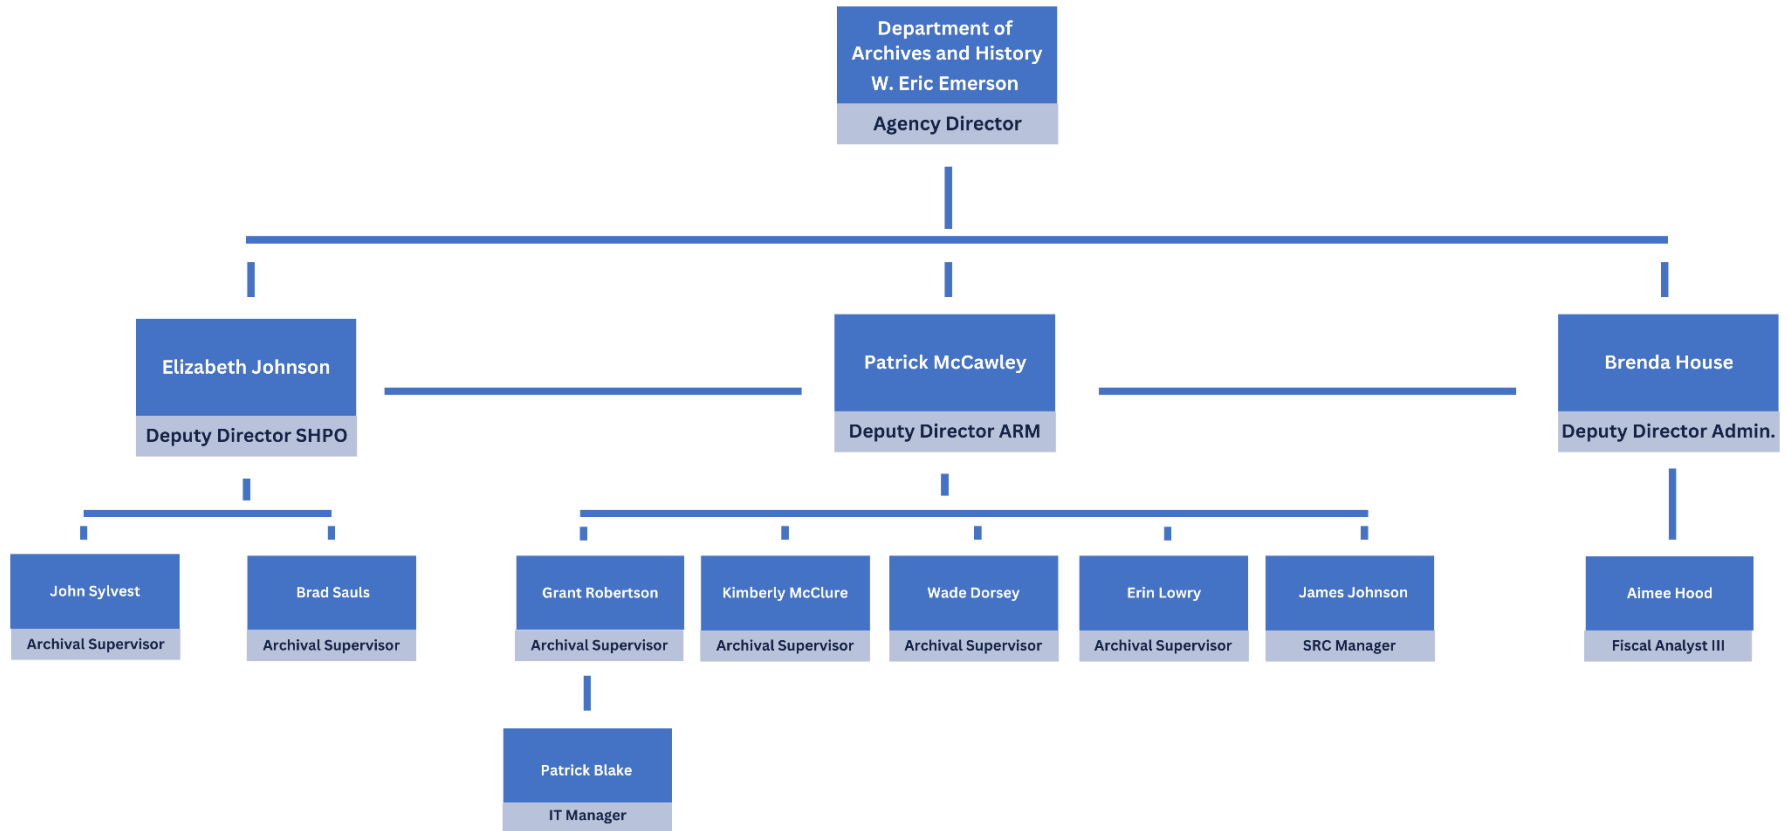 Department of
Archives and History
W. Eric Emerson
Agency Director
Elizabeth Johnson
Deputy Director SHPO
Patrick McCawley
Deputy Director ARM
Brenda House
Deputy Director Admin.
John Sylvest
Archival Supervisor
Brad Sauls
Archival Supervisor
Grant Robertson
Archival Supervisor
Kimberly McClure
Archival Supervisor
Wade Dorsey
Archival Supervisor
Erin Lowry
Archival Supervisor
James Johnson
SRC Manager
Aimee Hood
Fiscal Analyst III
Patrick Blake
IT Manager